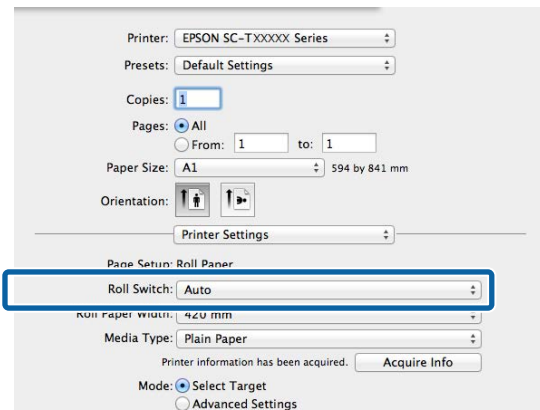 Printer: EPSON SC-TXXXXX Series
Presets: Default Settings
Copies: 1
Pages: All
From: 1 to: 1
Paper Size: A1 594 by 841 mm
Orientation:
Printer Settings
Page Setup: Roll Paper
Roll Switch: Auto
Roll Paper Width: 420 mm
Media Type: Plain Paper
Printer information has been acquired. Acquire Info
Mode: Select Target
Advanced Settings